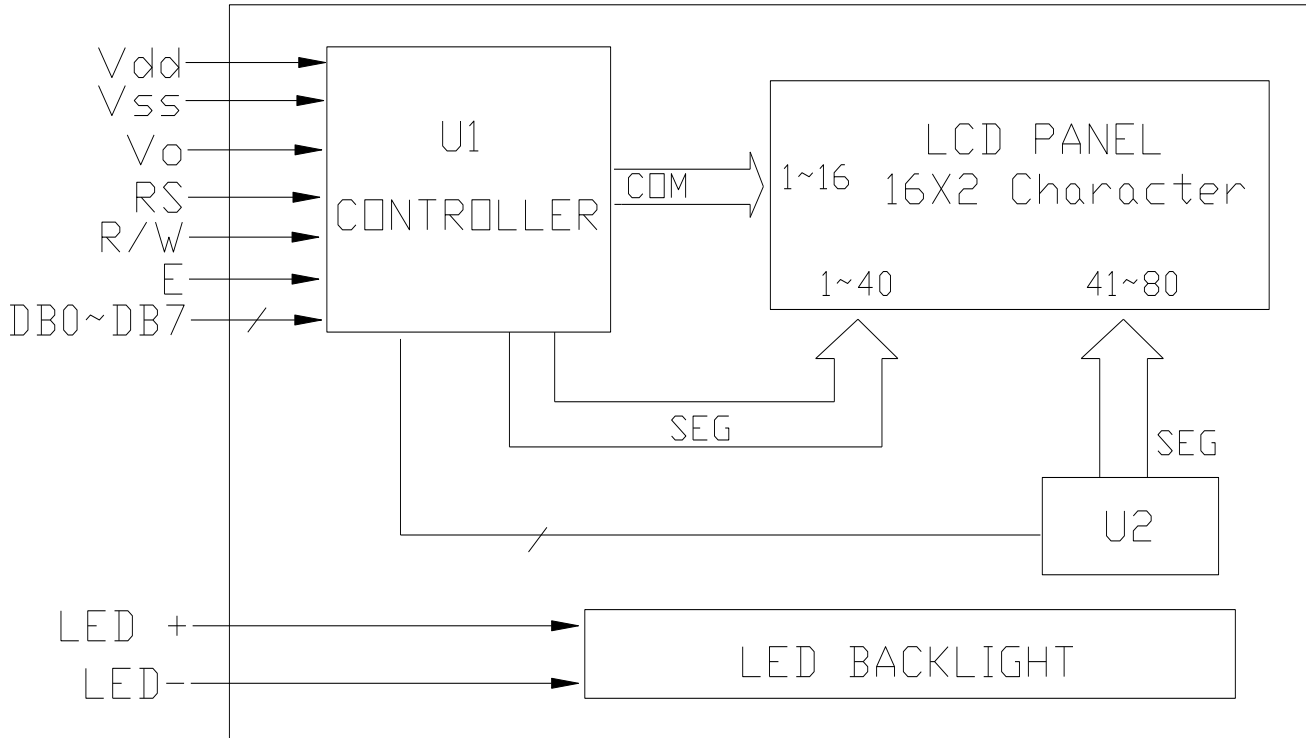 Vdd
Vss
Vo
RS
R/W
E
DB0~DB7
U1
CONTROLLER
COM
1~16
LCD PANEL
16X2 Character
1~40
41~80
SEG
SEG
U2
LED +
LED-
LED BACKLIGHT